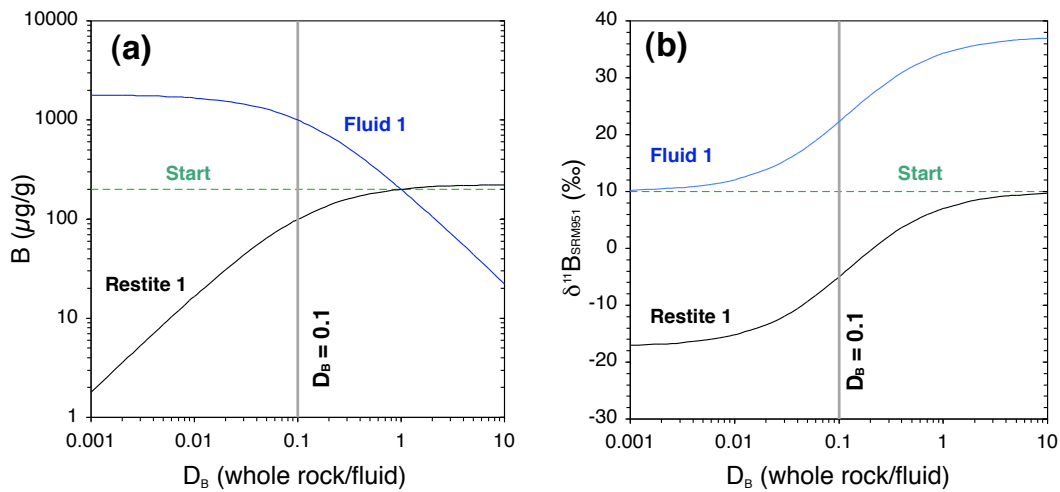 (a)
10000
1000
100
10
1
B (µg/g)
Fluid 1
Start
Restite 1
D_B = 0.1
0.001
0.01
0.1
1
10
D_B (whole rock/fluid)
(b)
40
30
20
10
0
-10
-20
-30
δ¹¹B_SRM951 (‰)
Fluid 1
Start
Restite 1
D_B = 0.1
0.001
0.01
0.1
1
10
D_B (whole rock/fluid)